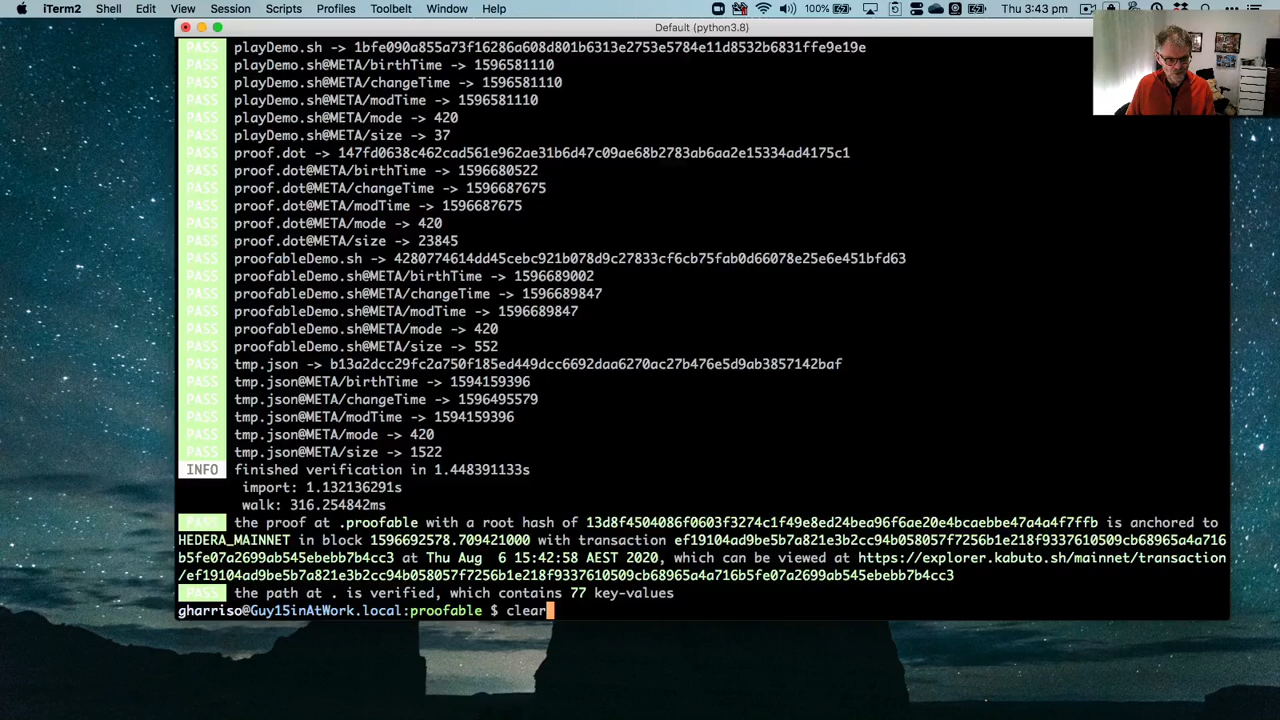 iTerm2 Shell Edit View Session Scripts Profiles Toolbelt Window Help 100% Thu 3:43 pm
Default (python3.8)
PASS playDemo.sh -> 1bfe090a855a73f16286a608d801b6313e2753e5784e11d8532b6831ffe9e19e
PASS playDemo.sh@META/birthTime -> 1596581110
PASS playDemo.sh@META/changeTime -> 1596581110
PASS playDemo.sh@META/modTime -> 1596581110
PASS playDemo.sh@META/mode -> 420
PASS playDemo.sh@META/size -> 37
PASS proof.dot -> 147fd0638c462cad561e962ae31b6d47c09ae68b2783ab6aa2e15334ad4175c1
PASS proof.dot@META/birthTime -> 1596680522
PASS proof.dot@META/changeTime -> 1596687675
PASS proof.dot@META/modTime -> 1596687675
PASS proof.dot@META/mode -> 420
PASS proof.dot@META/size -> 23845
PASS proofableDemo.sh -> 4280774614dd45cebc921b078d9c27833cf6cb75fab0d66078e25e6e451bfd63
PASS proofableDemo.sh@META/birthTime -> 1596689002
PASS proofableDemo.sh@META/changeTime -> 1596689847
PASS proofableDemo.sh@META/modTime -> 1596689847
PASS proofableDemo.sh@META/mode -> 420
PASS proofableDemo.sh@META/size -> 552
PASS tmp.json -> b13a2dcc29fc2a750f185ed449dcc6692daa6270ac27b476e5d9ab3857142baf
PASS tmp.json@META/birthTime -> 1594159396
PASS tmp.json@META/changeTime -> 1596495579
PASS tmp.json@META/modTime -> 1594159396
PASS tmp.json@META/mode -> 420
PASS tmp.json@META/size -> 1522
INFO finished verification in 1.448391133s
import: 1.132136291s
walk: 316.254842ms
PASS the proof at .proofable with a root hash of 13d8f4504086f0603f3274c1f49e8ed24bea96f6ae20e4bcaebbe47a4a4f7ffb is anchored to
HEDERA_MAINNET in block 1596692578.709421000 with transaction ef19104ad9be5b7a821e3b2cc94b058057f7256b1e218f9337610509cb68965a4a716
b5fe07a2699ab545ebebb7b4cc3 at Thu Aug  6 15:42:58 AEST 2020, which can be viewed at https://explorer.kabuto.sh/mainnet/transaction
/ef19104ad9be5b7a821e3b2cc94b058057f7256b1e218f9337610509cb68965a4a716b5fe07a2699ab545ebebb7b4cc3
PASS the path at . is verified, which contains 77 key-values
gharriso@Guy15inAtWork.local:proofable $ clear